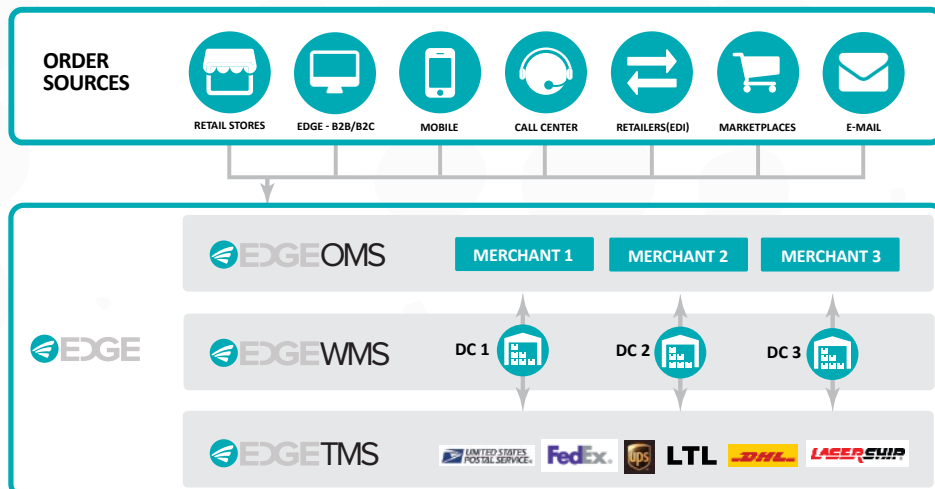 ORDER
SOURCES
RETAIL STORES
EDGE - B2B/B2C
MOBILE
CALL CENTER
RETAILERS(EDI)
MARKETPLACES
E-MAIL
EDGE
EDGEOMS
MERCHANT 1
MERCHANT 2
MERCHANT 3
EDGEWMS
DC 1
DC 2
DC 3
EDGETMS
UNITED STATES
POSTAL SERVICE®
FedEx®
ups
LTL
DHL
LASERSHIP